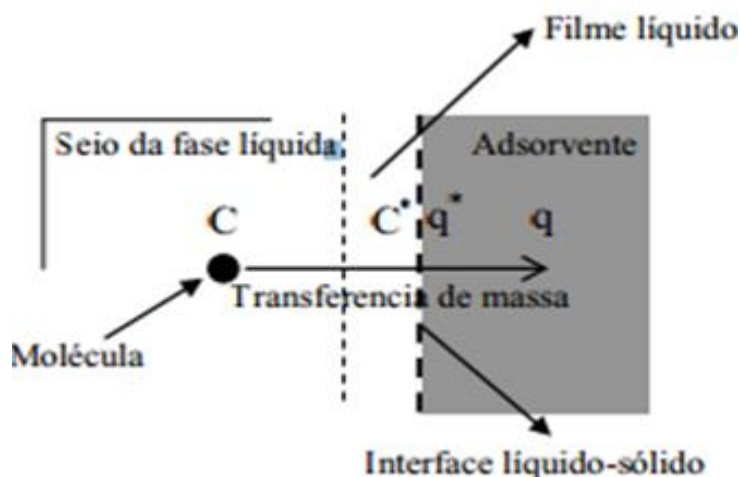 Filme líquido
Seio da fase líquida
Adsorvente
C
C*
q*
q
Transferencia de massa
Molécula
Interface líquido-sólido